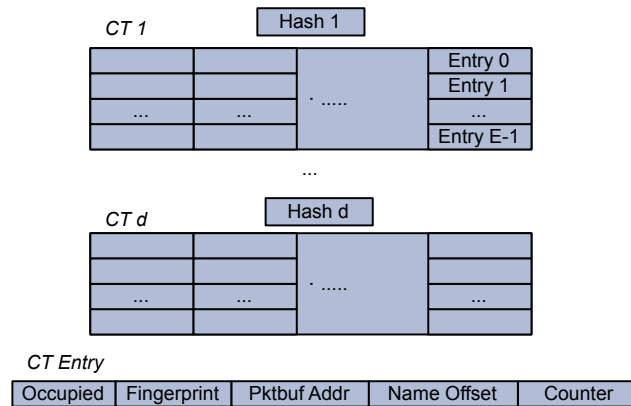 CT 1
Hash 1
Entry 0
Entry 1
... ... ...
Entry E-1
. .....
...
CT d
Hash d
. .....
... ... ...
CT Entry
Occupied Fingerprint Pktbuf Addr Name Offset Counter